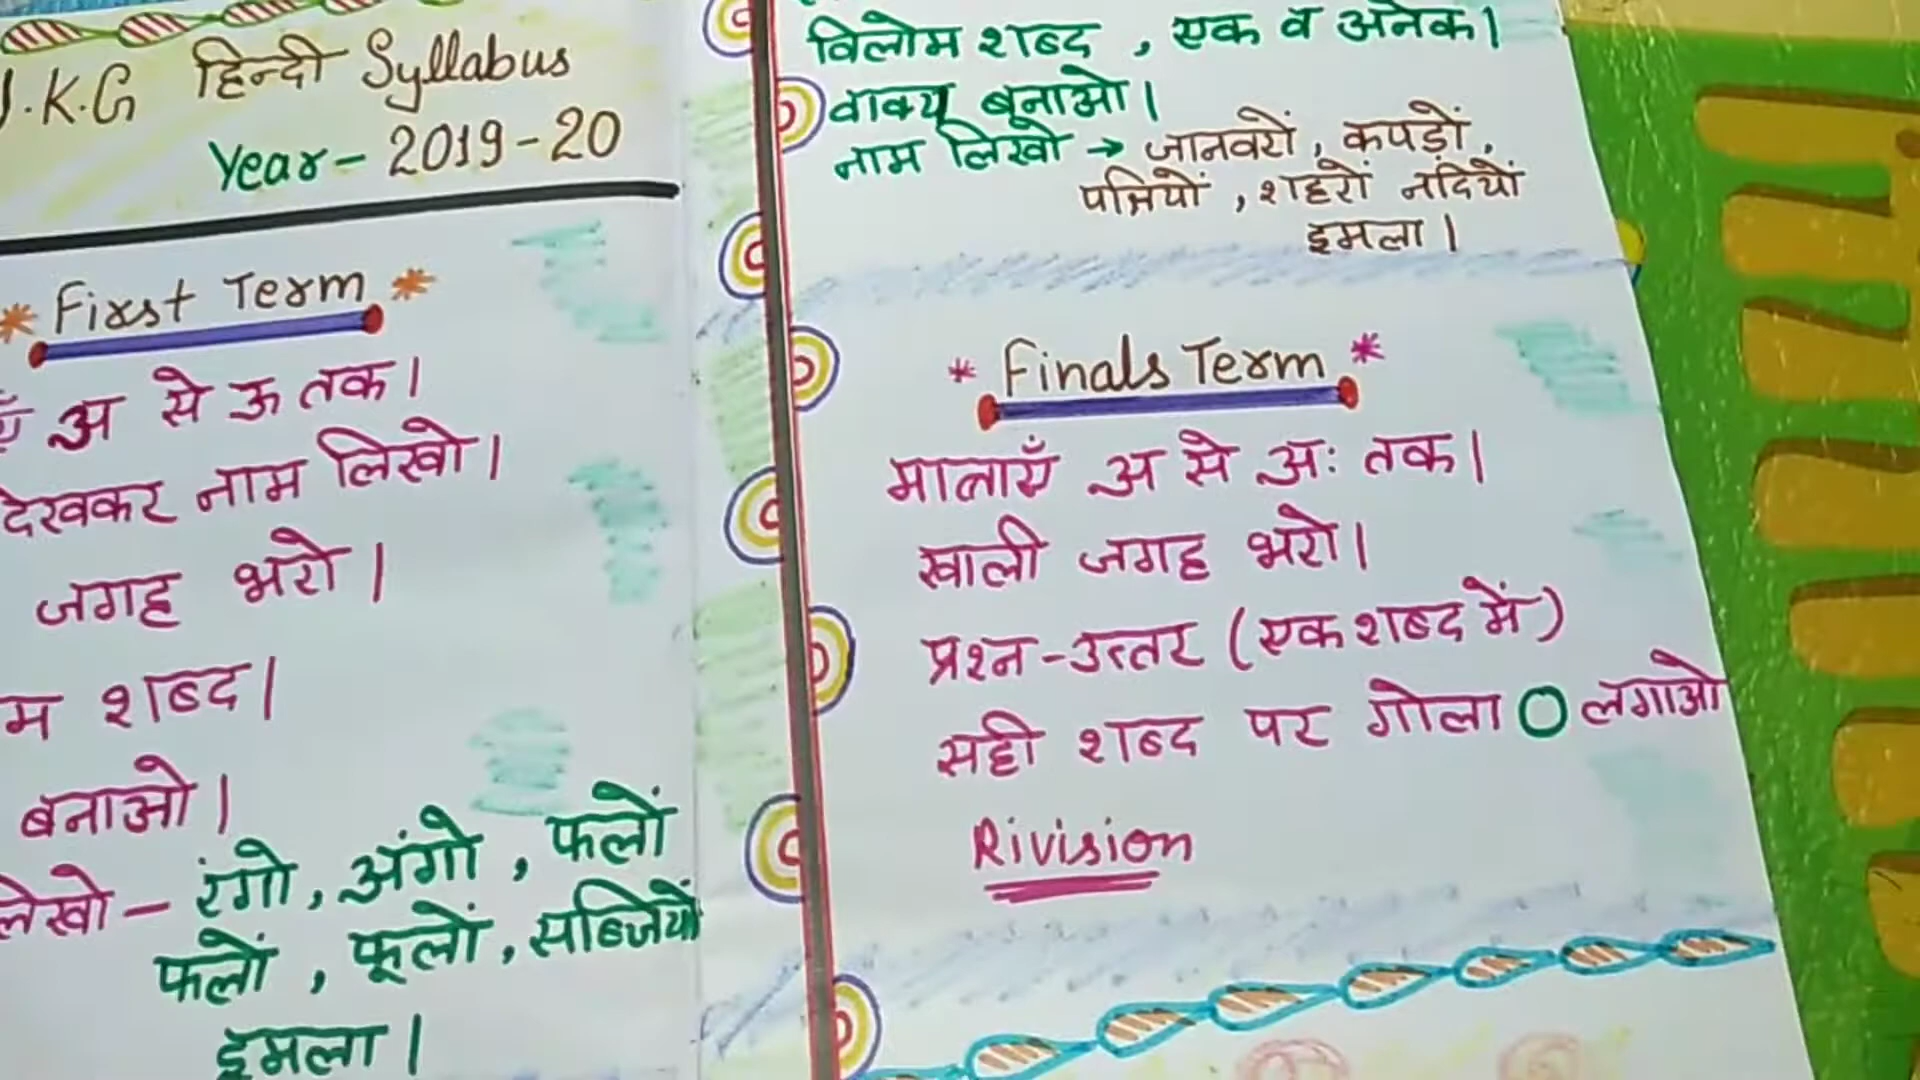 U.K.G हिन्दी Syllabus
Year- 2019-20
* First Term *
अ से ऊ तक।
देखकर नाम लिखो।
जगह भरो।
म शब्द।
बनाओ।
लेखो- रंगो, अंगो, फलों
फलों, फूलों, सब्जियों
इमला।
विलोम शब्द, एक व अनेक।
वाक्य बनाओ।
नाम लिखो → जानवरों, कपड़ों,
पत्तियों, शहरों नदियों
इमला।
* Finals Term *
मात्राएँ अ से अः तक।
खाली जगह भरो।
प्रश्न-उत्तर (एक शब्द में)
सही शब्द पर गोला O लगाओ
Rivision